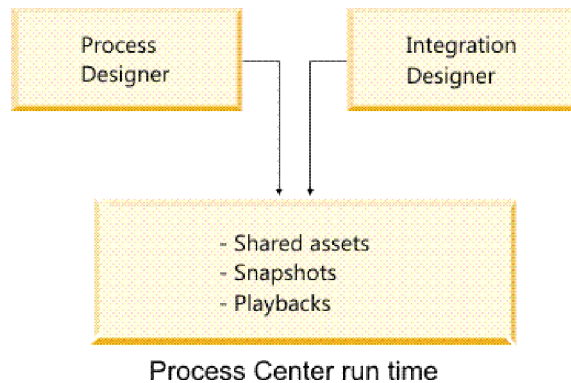 Process
Designer
Integration
Designer
- Shared assets
- Snapshots
- Playbacks
Process Center run time